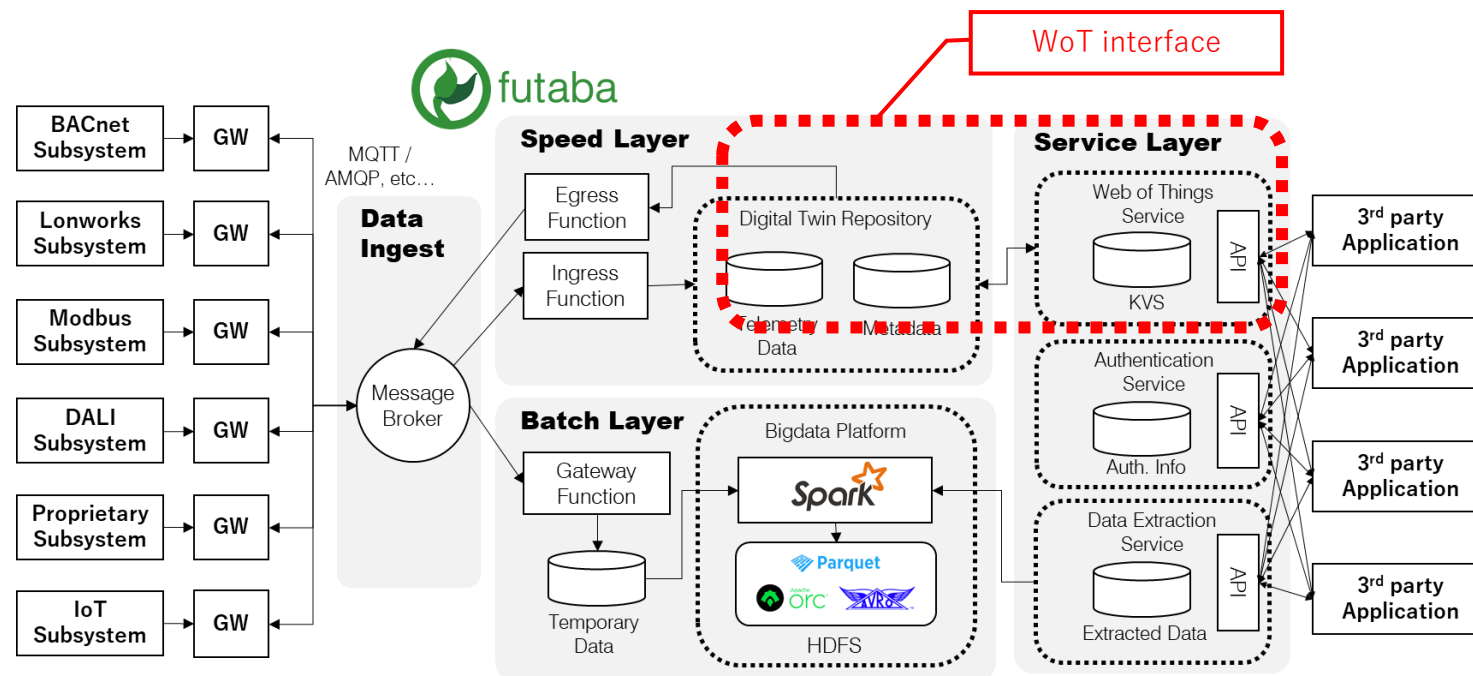 WoT interface
futaba
BACnet
Subsystem
GW
Lonworks
Subsystem
GW
Modbus
Subsystem
GW
DALI
Subsystem
GW
Proprietary
Subsystem
GW
IoT
Subsystem
GW
MQTT /
AMQP, etc…
Data
Ingest
Message
Broker
Speed Layer
Egress
Function
Ingress
Function
Digital Twin Repository
Telemetry
Data
Metadata
Batch Layer
Gateway
Function
Temporary
Data
Bigdata Platform
Spark
Parquet
Apache
orc
AVRO
HDFS
Service Layer
Web of Things
Service
KVS
API
Authentication
Service
Auth. Info
API
Data Extraction
Service
Extracted Data
API
3rd party
Application
3rd party
Application
3rd party
Application
3rd party
Application